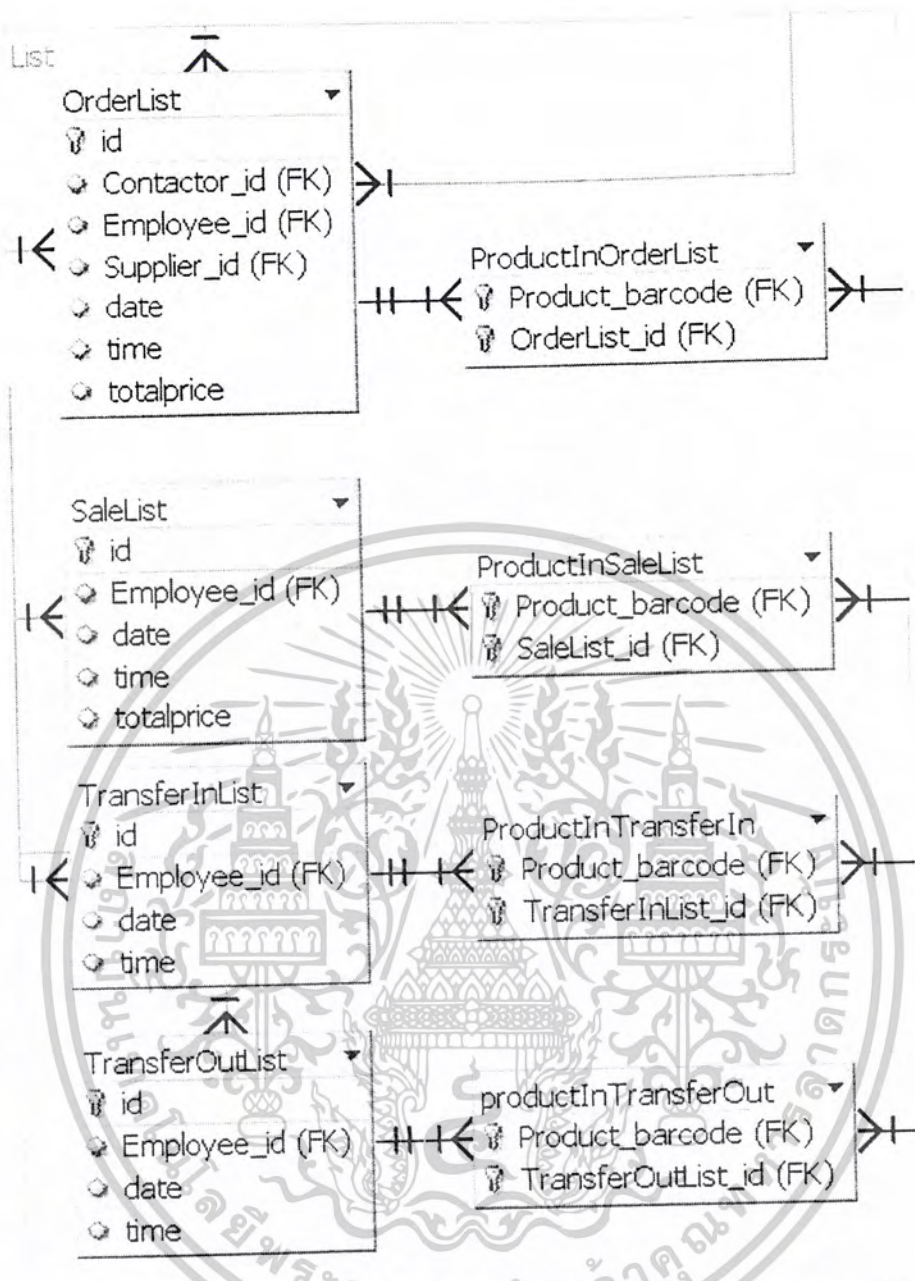 List
OrderList
id
Contactor_id (FK)
Employee_id (FK)
Supplier_id (FK)
date
time
totalprice
ProductInOrderList
Product_barcode (FK)
OrderList_id (FK)
SaleList
id
Employee_id (FK)
date
time
totalprice
ProductInSaleList
Product_barcode (FK)
SaleList_id (FK)
TransferInList
id
Employee_id (FK)
date
time
ProductInTransferIn
Product_barcode (FK)
TransferInList_id (FK)
TransferOutList
id
Employee_id (FK)
date
time
productInTransferOut
Product_barcode (FK)
TransferOutList_id (FK)